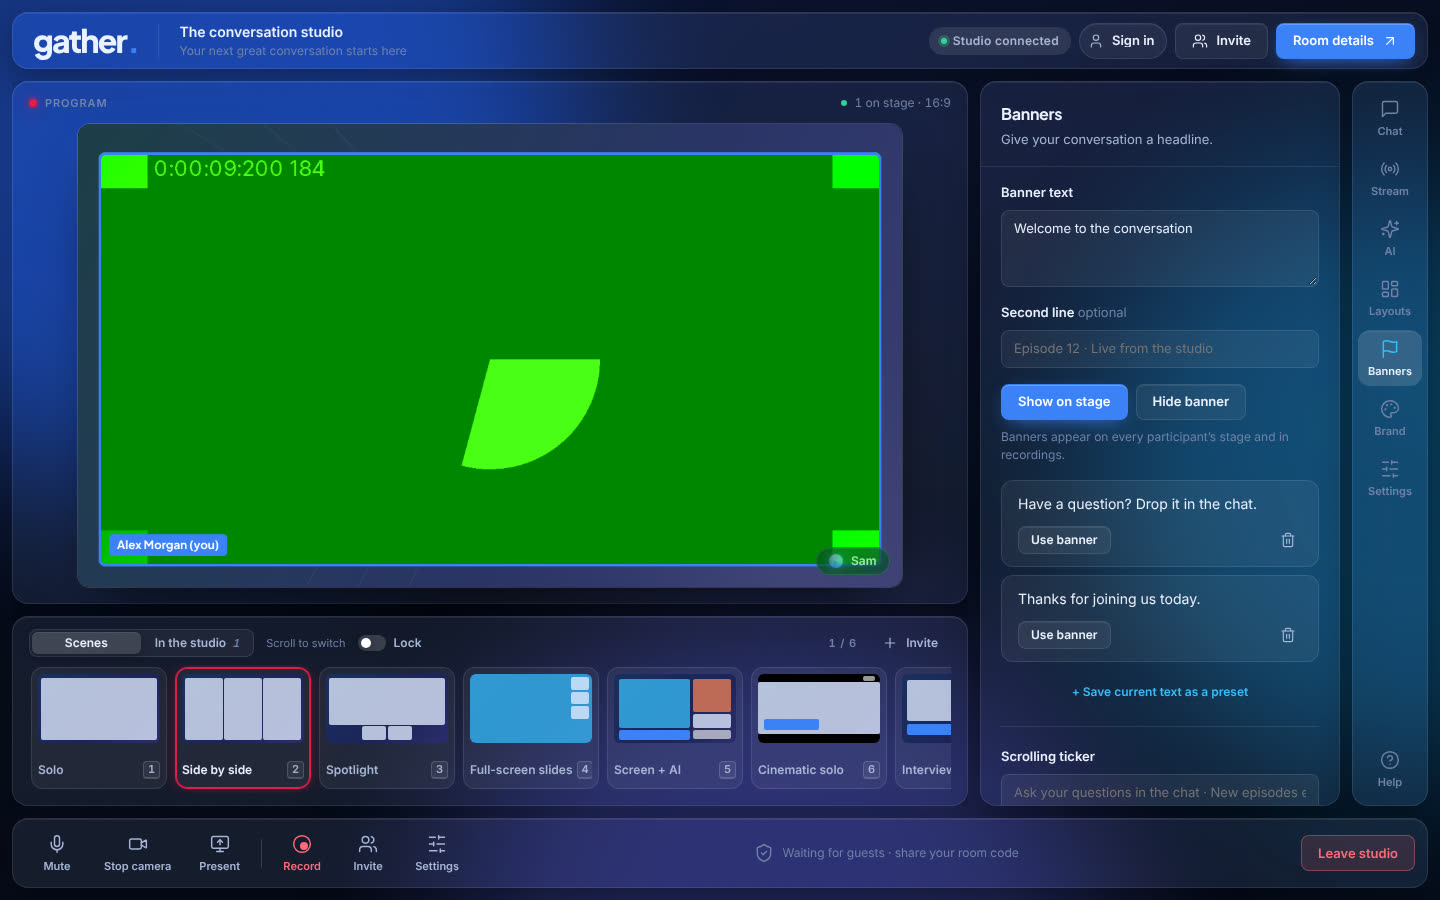 gather.
The conversation studio
Your next great conversation starts here
Studio connected
Sign in
Invite
Room details
PROGRAM
1 on stage · 16:9
0:00:09:200 184
Alex Morgan (you)
Sam
Scenes
In the studio 1
Scroll to switch
Lock
1 / 6
Invite
Solo 1
Side by side 2
Spotlight 3
Full-screen slides 4
Screen + AI 5
Cinematic solo 6
Interview
Banners
Give your conversation a headline.
Banner text
Welcome to the conversation
Second line optional
Episode 12 · Live from the studio
Show on stage
Hide banner
Banners appear on every participant's stage and in
recordings.
Have a question? Drop it in the chat.
Use banner
Thanks for joining us today.
Use banner
+ Save current text as a preset
Scrolling ticker
Ask your questions in the chat · New episodes
Chat
Stream
AI
Layouts
Banners
Brand
Settings
Help
Mute
Stop camera
Present
Record
Invite
Settings
Waiting for guests · share your room code
Leave studio